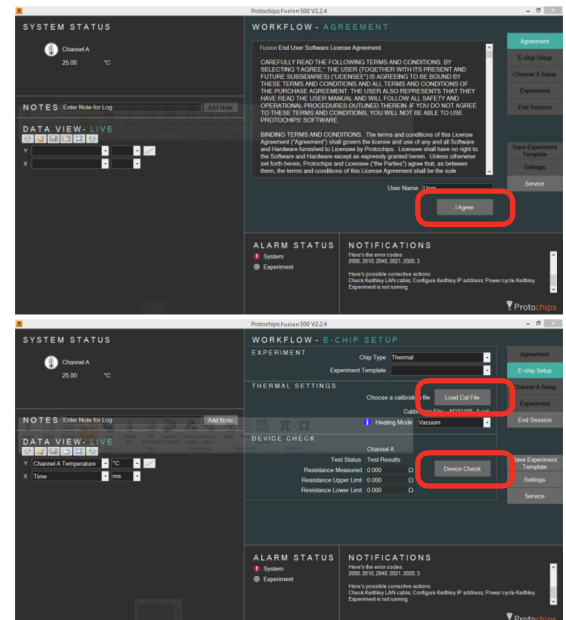 Protochips Fusion 500 V2.2.4
SYSTEM STATUS
Channel A
25.00 °C
NOTES Enter Note for Log Add Note
DATA VIEW- LIVE
Y
X
WORKFLOW - AGREEMENT
Fusion End User Software License Agreement
CAREFULLY READ THE FOLLOWING TERMS AND CONDITIONS. BY
SELECTING "I AGREE," THE USER (TOGETHER WITH ITS PRESENT AND
FUTURE SUBSIDIARIES) ("LICENSEE") IS AGREEING TO BE BOUND BY
THESE TERMS AND CONDITIONS AND ALL TERMS AND CONDITIONS OF
THE PURCHASE AGREEMENT. THE USER ALSO REPRESENTS THAT THEY
HAVE READ THE USER MANUAL AND WILL FOLLOW ALL SAFETY AND
OPERATIONAL PROCEDURES OUTLINED THEREIN. IF YOU DO NOT AGREE
TO THESE TERMS AND CONDITIONS, YOU WILL NOT BE ABLE TO USE
PROTOCHIPS' SOFTWARE.
BINDING TERMS AND CONDITIONS. The terms and conditions of this License
Agreement ("Agreement") shall govern the license and use of any and all Software
and Hardware furnished to Licensee by Protochips. Licensee shall have no right to
the Software and Hardware except as expressly granted herein. Unless otherwise
set forth herein, Protochips and Licensee ("the Parties") agree that, as between
them, the terms and conditions of this License Agreement shall be the sole
User Name User
I Agree
Agreement
E-chip Setup
Channel A Setup
Experiment
End Session
Save Experiment
Template
Settings
Service
ALARM STATUS
System
Experiment
NOTIFICATIONS
Here's the error codes:
2000, 2010, 2040, 2021, 2020, 3
Here's possible corrective actions:
Check Keithley LAN cable; Configure Keithley IP address; Power cycle Keithley.
Experiment is not running.
Protochips
Protochips Fusion 500 V2.2.4
SYSTEM STATUS
Channel A
25.00 °C
NOTES Enter Note for Log Add Note
DATA VIEW- LIVE
Y Channel A Temperature °C
X Time ms
WORKFLOW - E-CHIP SETUP
EXPERIMENT
Chip Type Thermal
Experiment Template
THERMAL SETTINGS
Choose a calibration file Load Cal File
Heating Mode Vacuum
DEVICE CHECK
Channel A
Test Status Test Results
Resistance Measured 0.000 Ω
Resistance Upper Limit 0.000 Ω
Resistance Lower Limit 0.000 Ω
Device Check
Agreement
E-chip Setup
Channel A Setup
Experiment
End Session
Save Experiment
Template
Settings
Service
ALARM STATUS
System
Experiment
NOTIFICATIONS
Here's the error codes:
2000, 2010, 2040, 2021, 2020, 3
Here's possible corrective actions:
Check Keithley LAN cable; Configure Keithley IP address; Power cycle Keithley.
Experiment is not running.
Protochips